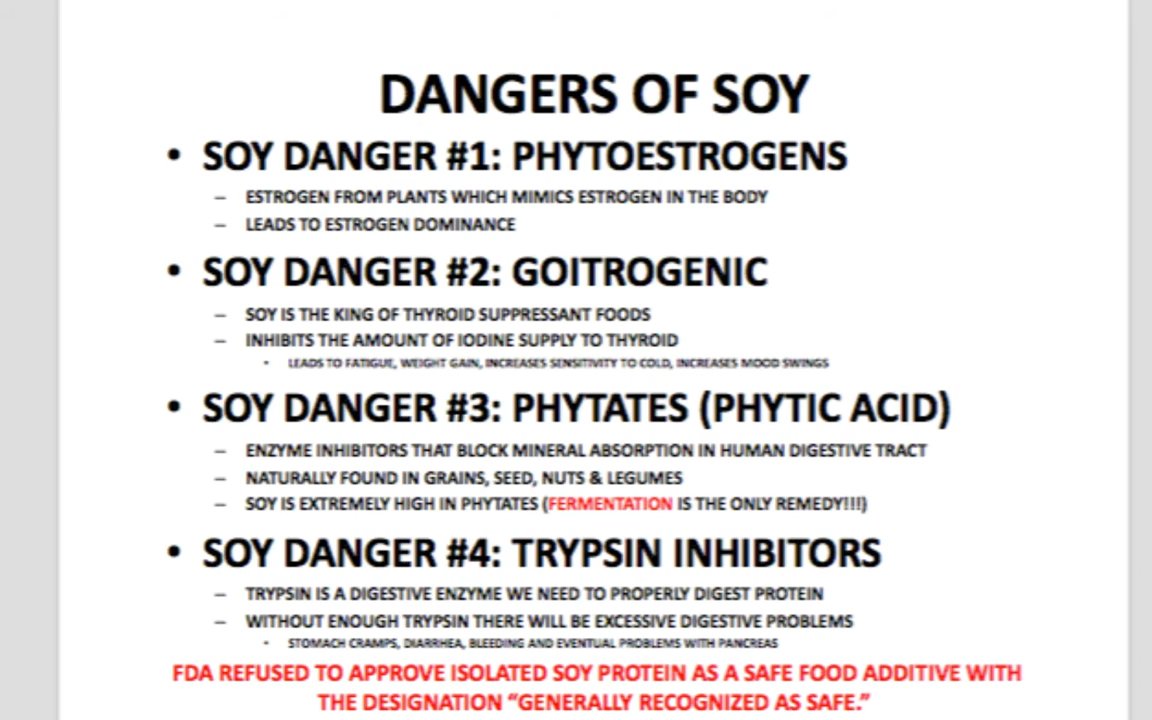 DANGERS OF SOY
• SOY DANGER #1: PHYTOESTROGENS
– ESTROGEN FROM PLANTS WHICH MIMICS ESTROGEN IN THE BODY
– LEADS TO ESTROGEN DOMINANCE
• SOY DANGER #2: GOITROGENIC
– SOY IS THE KING OF THYROID SUPPRESSANT FOODS
– INHIBITS THE AMOUNT OF IODINE SUPPLY TO THYROID
• LEADS TO FATIGUE, WEIGHT GAIN, INCREASES SENSITIVITY TO COLD, INCREASES MOOD SWINGS
• SOY DANGER #3: PHYTATES (PHYTIC ACID)
– ENZYME INHIBITORS THAT BLOCK MINERAL ABSORPTION IN HUMAN DIGESTIVE TRACT
– NATURALLY FOUND IN GRAINS, SEED, NUTS & LEGUMES
– SOY IS EXTREMELY HIGH IN PHYTATES (FERMENTATION IS THE ONLY REMEDY!!!)
• SOY DANGER #4: TRYPSIN INHIBITORS
– TRYPSIN IS A DIGESTIVE ENZYME WE NEED TO PROPERLY DIGEST PROTEIN
– WITHOUT ENOUGH TRYPSIN THERE WILL BE EXCESSIVE DIGESTIVE PROBLEMS
• STOMACH CRAMPS, DIARRHEA, BLEEDING AND EVENTUAL PROBLEMS WITH PANCREAS
FDA REFUSED TO APPROVE ISOLATED SOY PROTEIN AS A SAFE FOOD ADDITIVE WITH
THE DESIGNATION “GENERALLY RECOGNIZED AS SAFE.”